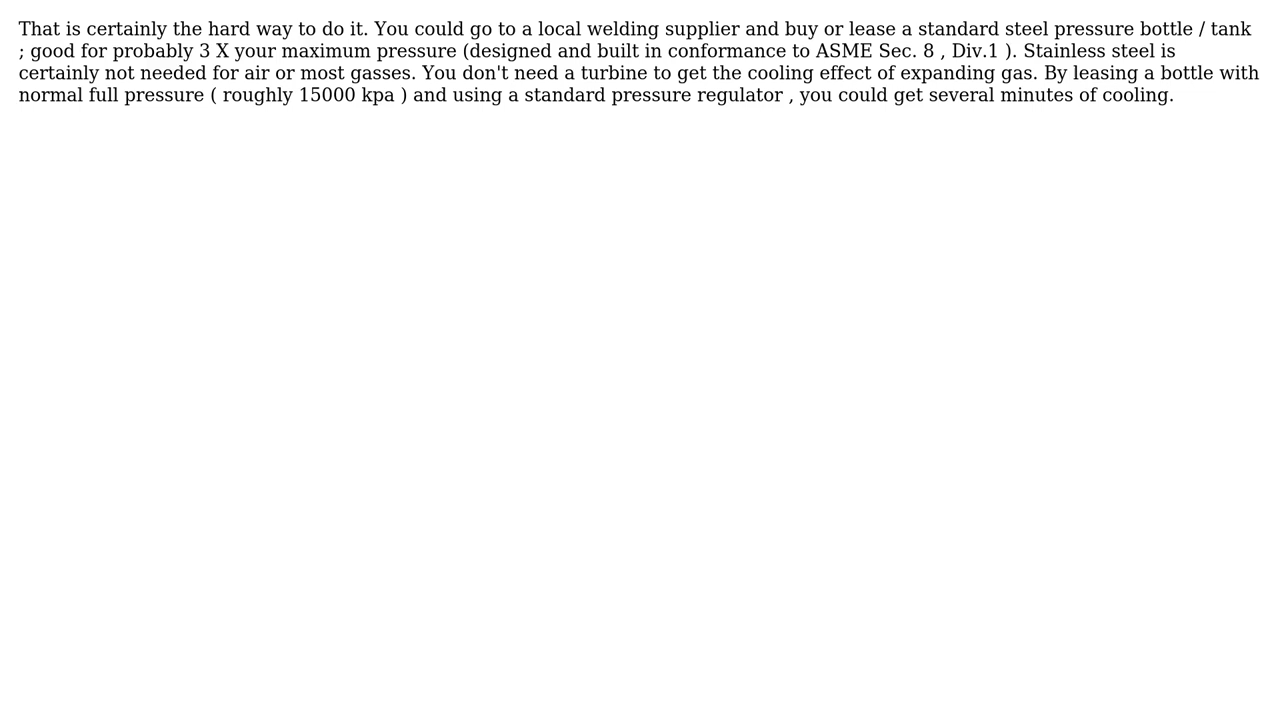 That is certainly the hard way to do it. You could go to a local welding supplier and buy or lease a standard steel pressure bottle / tank
; good for probably 3 X your maximum pressure (designed and built in conformance to ASME Sec. 8 , Div.1 ). Stainless steel is
certainly not needed for air or most gasses. You don't need a turbine to get the cooling effect of expanding gas. By leasing a bottle with
normal full pressure ( roughly 15000 kpa ) and using a standard pressure regulator , you could get several minutes of cooling.